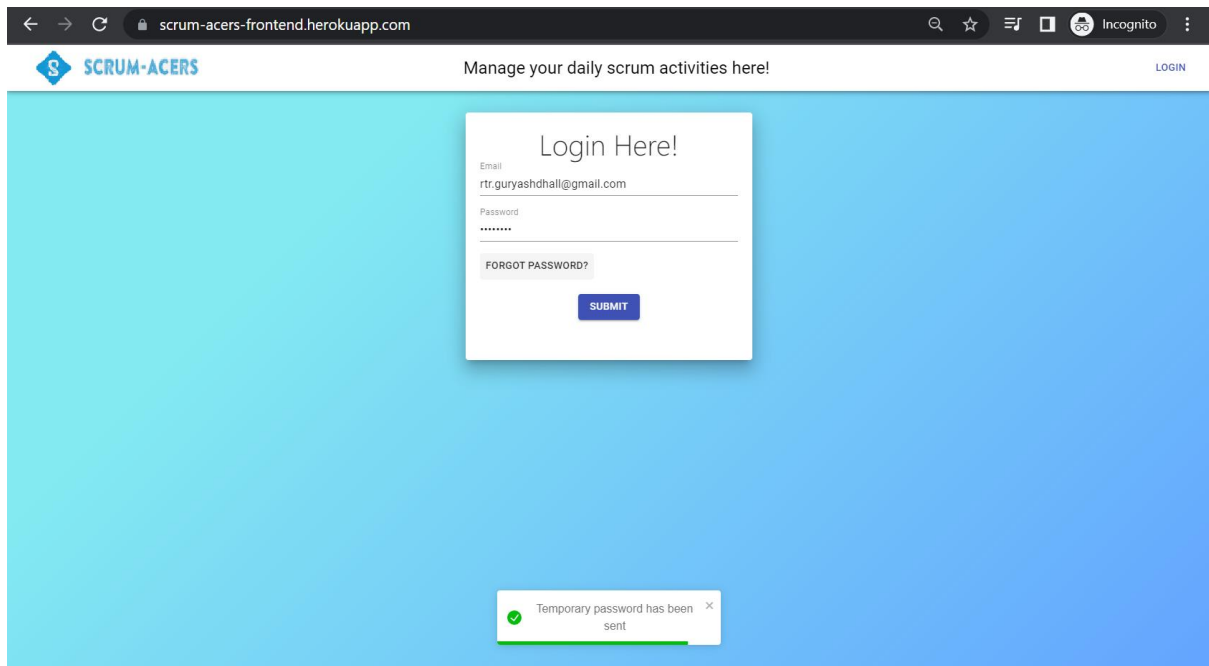 scrum-acers-frontend.herokuapp.com
Incognito
S SCRUM-ACERS
Manage your daily scrum activities here!
LOGIN
Login Here!
Email
rtr.guryashdhall@gmail.com
Password
••••••••
FORGOT PASSWORD?
SUBMIT
Temporary password has been
sent